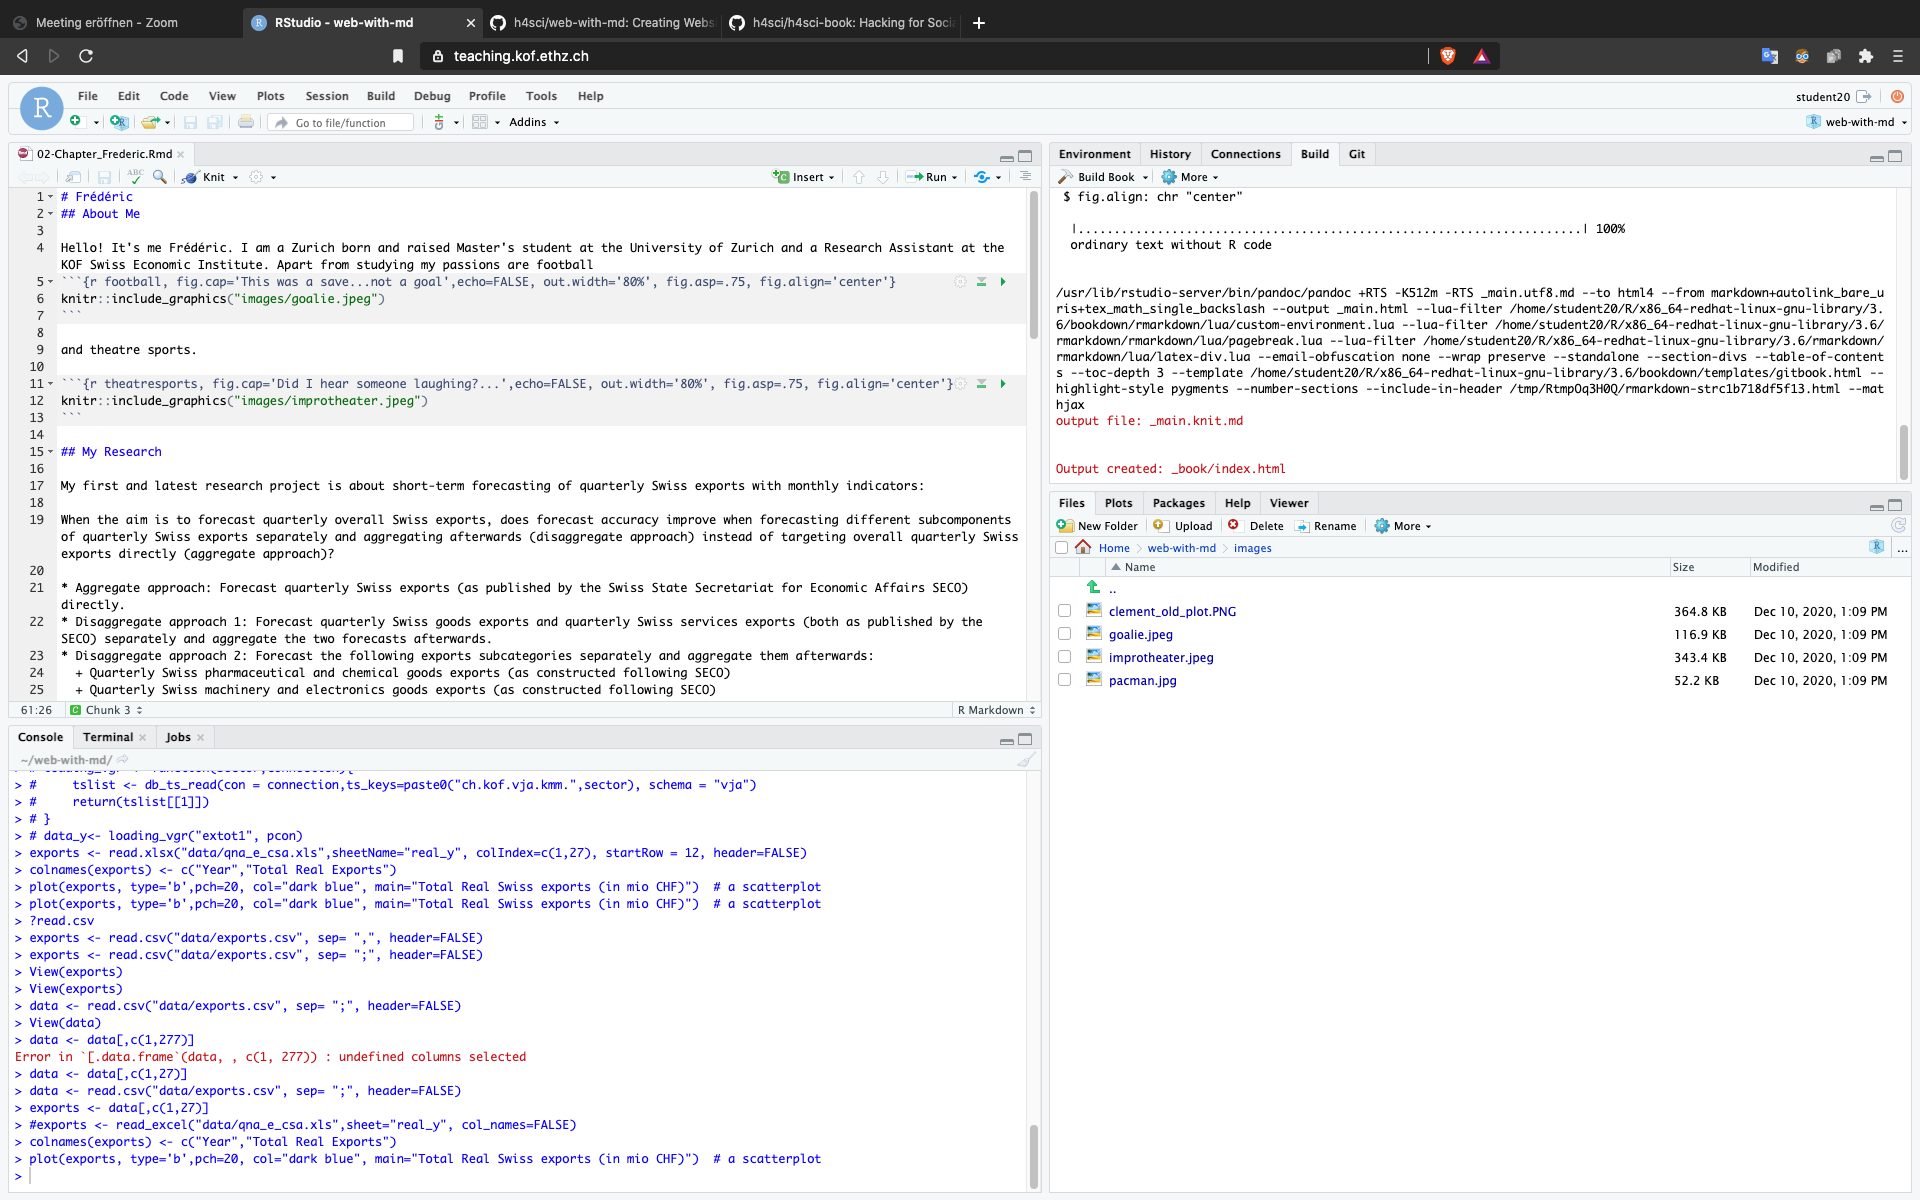 Meeting eröffnen - Zoom
RStudio - web-with-md
h4sci/web-with-md: Creating Webs
h4sci/h4sci-book: Hacking for Soci
teaching.kof.ethz.ch
File Edit Code View Plots Session Build Debug Profile Tools Help
student20
Go to file/function
Addins
web-with-md
02-Chapter_Frederic.Rmd
Knit
Insert
Run
1 # Frédéric
2 ## About Me
3
4 Hello! It's me Frédéric. I am a Zurich born and raised Master's student at the University of Zurich and a Research Assistant at the
KOF Swiss Economic Institute. Apart from studying my passions are football
5 ```{r football, fig.cap='This was a save...not a goal',echo=FALSE, out.width='80%', fig.asp=.75, fig.align='center'}
6 knitr::include_graphics("images/goalie.jpeg")
7 ```
8
9 and theatre sports.
10
11 ```{r theatresports, fig.cap='Did I hear someone laughing?...',echo=FALSE, out.width='80%', fig.asp=.75, fig.align='center'}
12 knitr::include_graphics("images/improtheater.jpeg")
13 ```
14
15 ## My Research
16
17 My first and latest research project is about short-term forecasting of quarterly Swiss exports with monthly indicators:
18
19 When the aim is to forecast quarterly overall Swiss exports, does forecast accuracy improve when forecasting different subcomponents
of quarterly Swiss exports separately and aggregating afterwards (disaggregate approach) instead of targeting overall quarterly Swiss
exports directly (aggregate approach)?
20
21 * Aggregate approach: Forecast quarterly Swiss exports (as published by the Swiss State Secretariat for Economic Affairs SECO)
directly.
22 * Disaggregate approach 1: Forecast quarterly Swiss goods exports and quarterly Swiss services exports (both as published by the
SECO) separately and aggregate the two forecasts afterwards.
23 * Disaggregate approach 2: Forecast the following exports subcategories separately and aggregate them afterwards:
24 + Quarterly Swiss pharmaceutical and chemical goods exports (as constructed following SECO)
25 + Quarterly Swiss machinery and electronics goods exports (as constructed following SECO)
61:26 Chunk 3 R Markdown
Console Terminal Jobs
~/web-with-md/
> #     tslist <- db_ts_read(con = connection,ts_keys=paste0("ch.kof.vja.kmm.",sector), schema = "vja")
> #     return(tslist[[1]])
> # }
> # data_y<- loading_vgr("extot1", pcon)
> exports <- read.xlsx("data/qna_e_csa.xls",sheetName="real_y", colIndex=c(1,27), startRow = 12, header=FALSE)
> colnames(exports) <- c("Year","Total Real Exports")
> plot(exports, type='b',pch=20, col="dark blue", main="Total Real Swiss exports (in mio CHF)")  # a scatterplot
> plot(exports, type='b',pch=20, col="dark blue", main="Total Real Swiss exports (in mio CHF)")  # a scatterplot
> ?read.csv
> exports <- read.csv("data/exports.csv", sep= ",", header=FALSE)
> exports <- read.csv("data/exports.csv", sep= ";", header=FALSE)
> View(exports)
> View(exports)
> data <- read.csv("data/exports.csv", sep= ";", header=FALSE)
> View(data)
> data <- data[,c(1,277)]
Error in `[.data.frame`(data, , c(1, 277)) : undefined columns selected
> data <- data[,c(1,27)]
> data <- read.csv("data/exports.csv", sep= ";", header=FALSE)
> exports <- data[,c(1,27)]
> #exports <- read_excel("data/qna_e_csa.xls",sheet="real_y", col_names=FALSE)
> colnames(exports) <- c("Year","Total Real Exports")
> plot(exports, type='b',pch=20, col="dark blue", main="Total Real Swiss exports (in mio CHF)")  # a scatterplot
>
Environment History Connections Build Git
Build Book More
$ fig.align: chr "center"
|......................................................................| 100%
ordinary text without R code
/usr/lib/rstudio-server/bin/pandoc/pandoc +RTS -K512m -RTS _main.utf8.md --to html4 --from markdown+autolink_bare_u
ris+tex_math_single_backslash --output _main.html --lua-filter /home/student20/R/x86_64-redhat-linux-gnu-library/3.
6/bookdown/rmarkdown/lua/custom-environment.lua --lua-filter /home/student20/R/x86_64-redhat-linux-gnu-library/3.6/
rmarkdown/rmarkdown/lua/pagebreak.lua --lua-filter /home/student20/R/x86_64-redhat-linux-gnu-library/3.6/rmarkdown/
rmarkdown/lua/latex-div.lua --email-obfuscation none --wrap preserve --standalone --section-divs --table-of-content
s --toc-depth 3 --template /home/student20/R/x86_64-redhat-linux-gnu-library/3.6/bookdown/templates/gitbook.html --
highlight-style pygments --number-sections --include-in-header /tmp/RtmpOq3H0Q/rmarkdown-strc1b718df5f13.html --mat
hjax
output file: _main.knit.md
Output created: _book/index.html
Files Plots Packages Help Viewer
New Folder Upload Delete Rename More
Home web-with-md images ...
Name Size Modified
..
clement_old_plot.PNG 364.8 KB Dec 10, 2020, 1:09 PM
goalie.jpeg 116.9 KB Dec 10, 2020, 1:09 PM
improtheater.jpeg 343.4 KB Dec 10, 2020, 1:09 PM
pacman.jpg 52.2 KB Dec 10, 2020, 1:09 PM